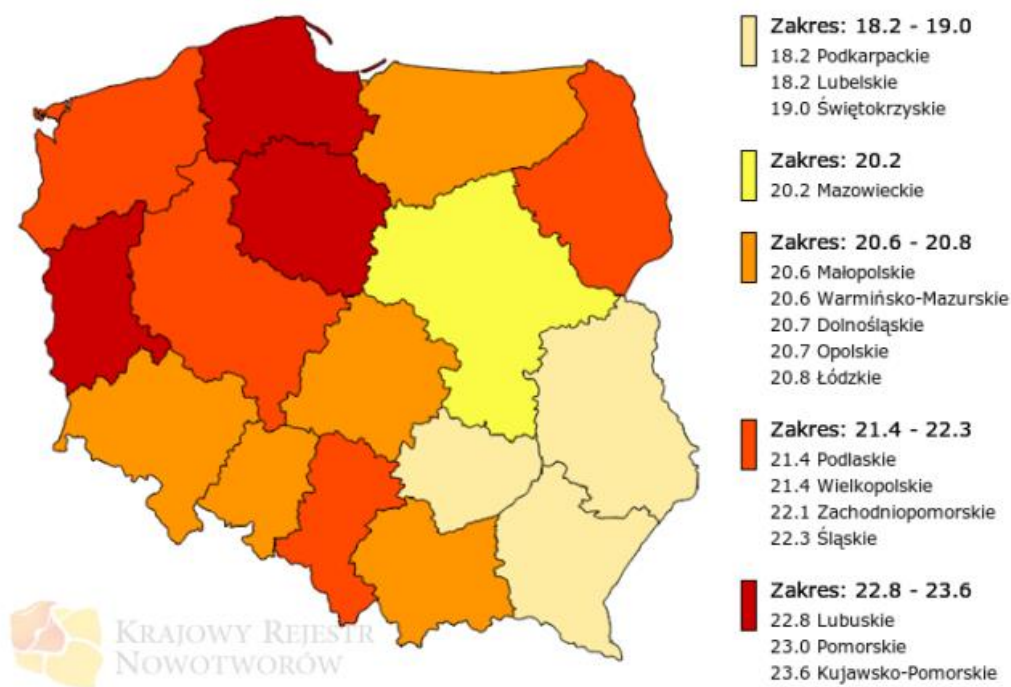 Zakres: 18.2 - 19.0
18.2 Podkarpackie
18.2 Lubelskie
19.0 Świętokrzyskie
Zakres: 20.2
20.2 Mazowieckie
Zakres: 20.6 - 20.8
20.6 Małopolskie
20.6 Warmińsko-Mazurskie
20.7 Dolnośląskie
20.7 Opolskie
20.8 Łódzkie
Zakres: 21.4 - 22.3
21.4 Podlaskie
21.4 Wielkopolskie
22.1 Zachodniopomorskie
22.3 Śląskie
Zakres: 22.8 - 23.6
22.8 Lubuskie
23.0 Pomorskie
23.6 Kujawsko-Pomorskie
KRAJOWY REJESTR
NOWOTWORÓW